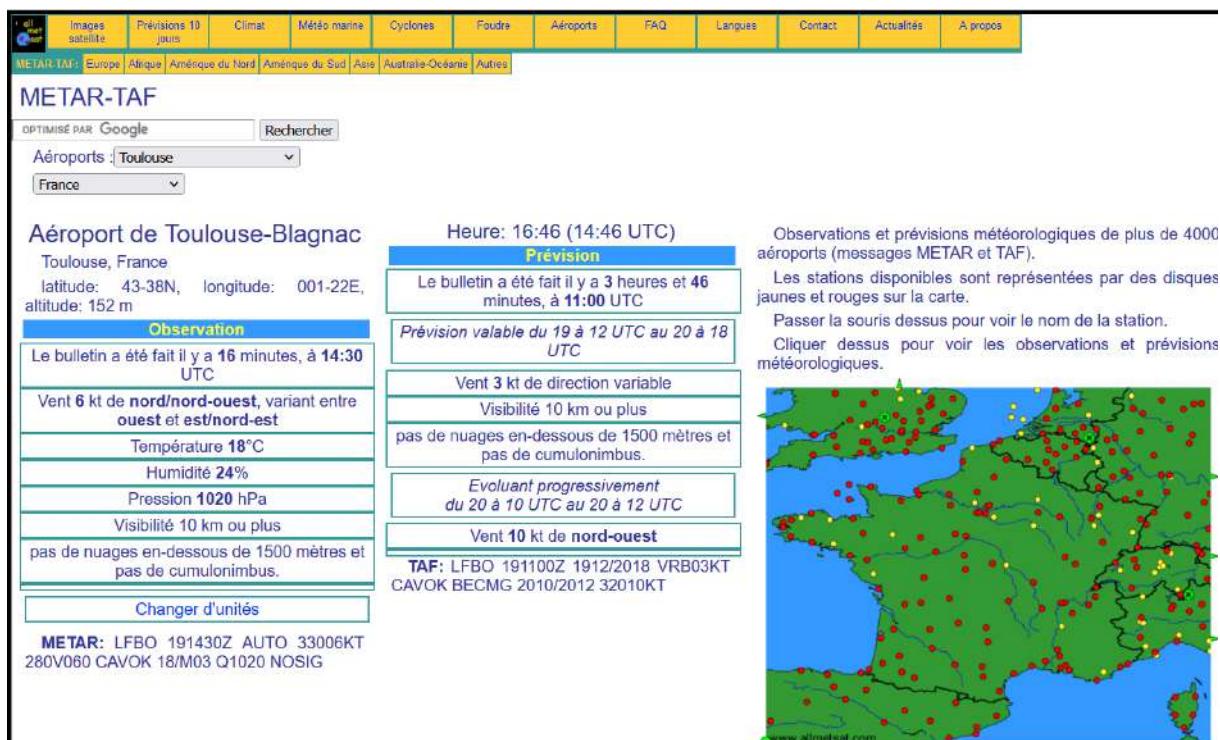 all
met
sat
Images satellite
Prévisions 10 jours
Climat
Météo marine
Cyclones
Foudre
Aéroports
FAQ
Langues
Contact
Actualités
A propos
METAR-TAF: Europe Afrique Amérique du Nord Amérique du Sud Asie Australie-Océanie Autres
METAR-TAF
OPTIMISÉ PAR Google
Rechercher
Aéroports : Toulouse
France
Aéroport de Toulouse-Blagnac
Toulouse, France
latitude: 43-38N, longitude: 001-22E,
altitude: 152 m
Observation
Le bulletin a été fait il y a 16 minutes, à 14:30
UTC
Vent 6 kt de nord/nord-ouest, variant entre
ouest et est/nord-est
Température 18°C
Humidité 24%
Pression 1020 hPa
Visibilité 10 km ou plus
pas de nuages en-dessous de 1500 mètres et
pas de cumulonimbus.
Changer d'unités
METAR: LFBO 191430Z AUTO 33006KT
280V060 CAVOK 18/M03 Q1020 NOSIG
Heure: 16:46 (14:46 UTC)
Prévision
Le bulletin a été fait il y a 3 heures et 46
minutes, à 11:00 UTC
Prévision valable du 19 à 12 UTC au 20 à 18
UTC
Vent 3 kt de direction variable
Visibilité 10 km ou plus
pas de nuages en-dessous de 1500 mètres et
pas de cumulonimbus.
Evoluant progressivement
du 20 à 10 UTC au 20 à 12 UTC
Vent 10 kt de nord-ouest
TAF: LFBO 191100Z 1912/2018 VRB03KT
CAVOK BECMG 2010/2012 32010KT
Observations et prévisions météorologiques de plus de 4000
aéroports (messages METAR et TAF).
Les stations disponibles sont représentées par des disques
jaunes et rouges sur la carte.
Passer la souris dessus pour voir le nom de la station.
Cliquer dessus pour voir les observations et prévisions
météorologiques.
www.allmetsat.com